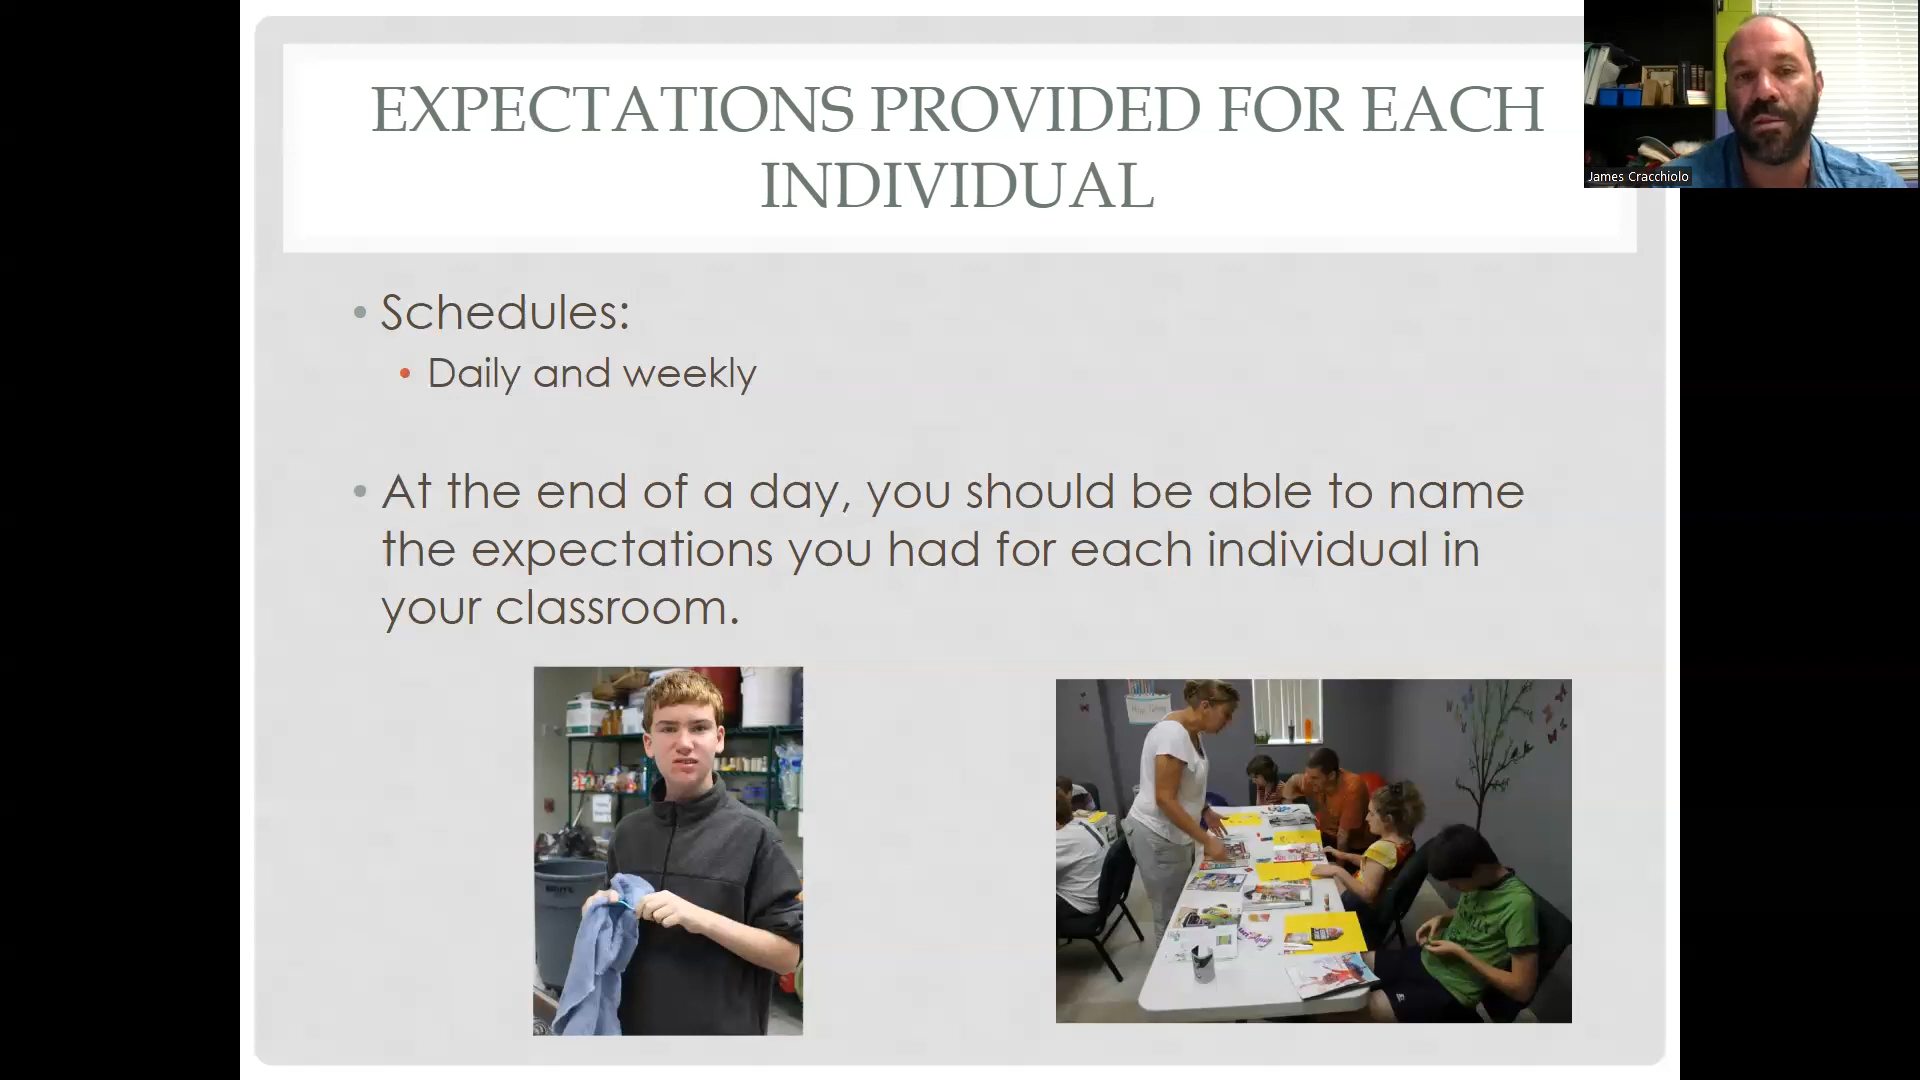 EXPECTATIONS PROVIDED FOR EACH
INDIVIDUAL
James Cracchiolo
• Schedules:
• Daily and weekly
• At the end of a day, you should be able to name
the expectations you had for each individual in
your classroom.
BRUTE